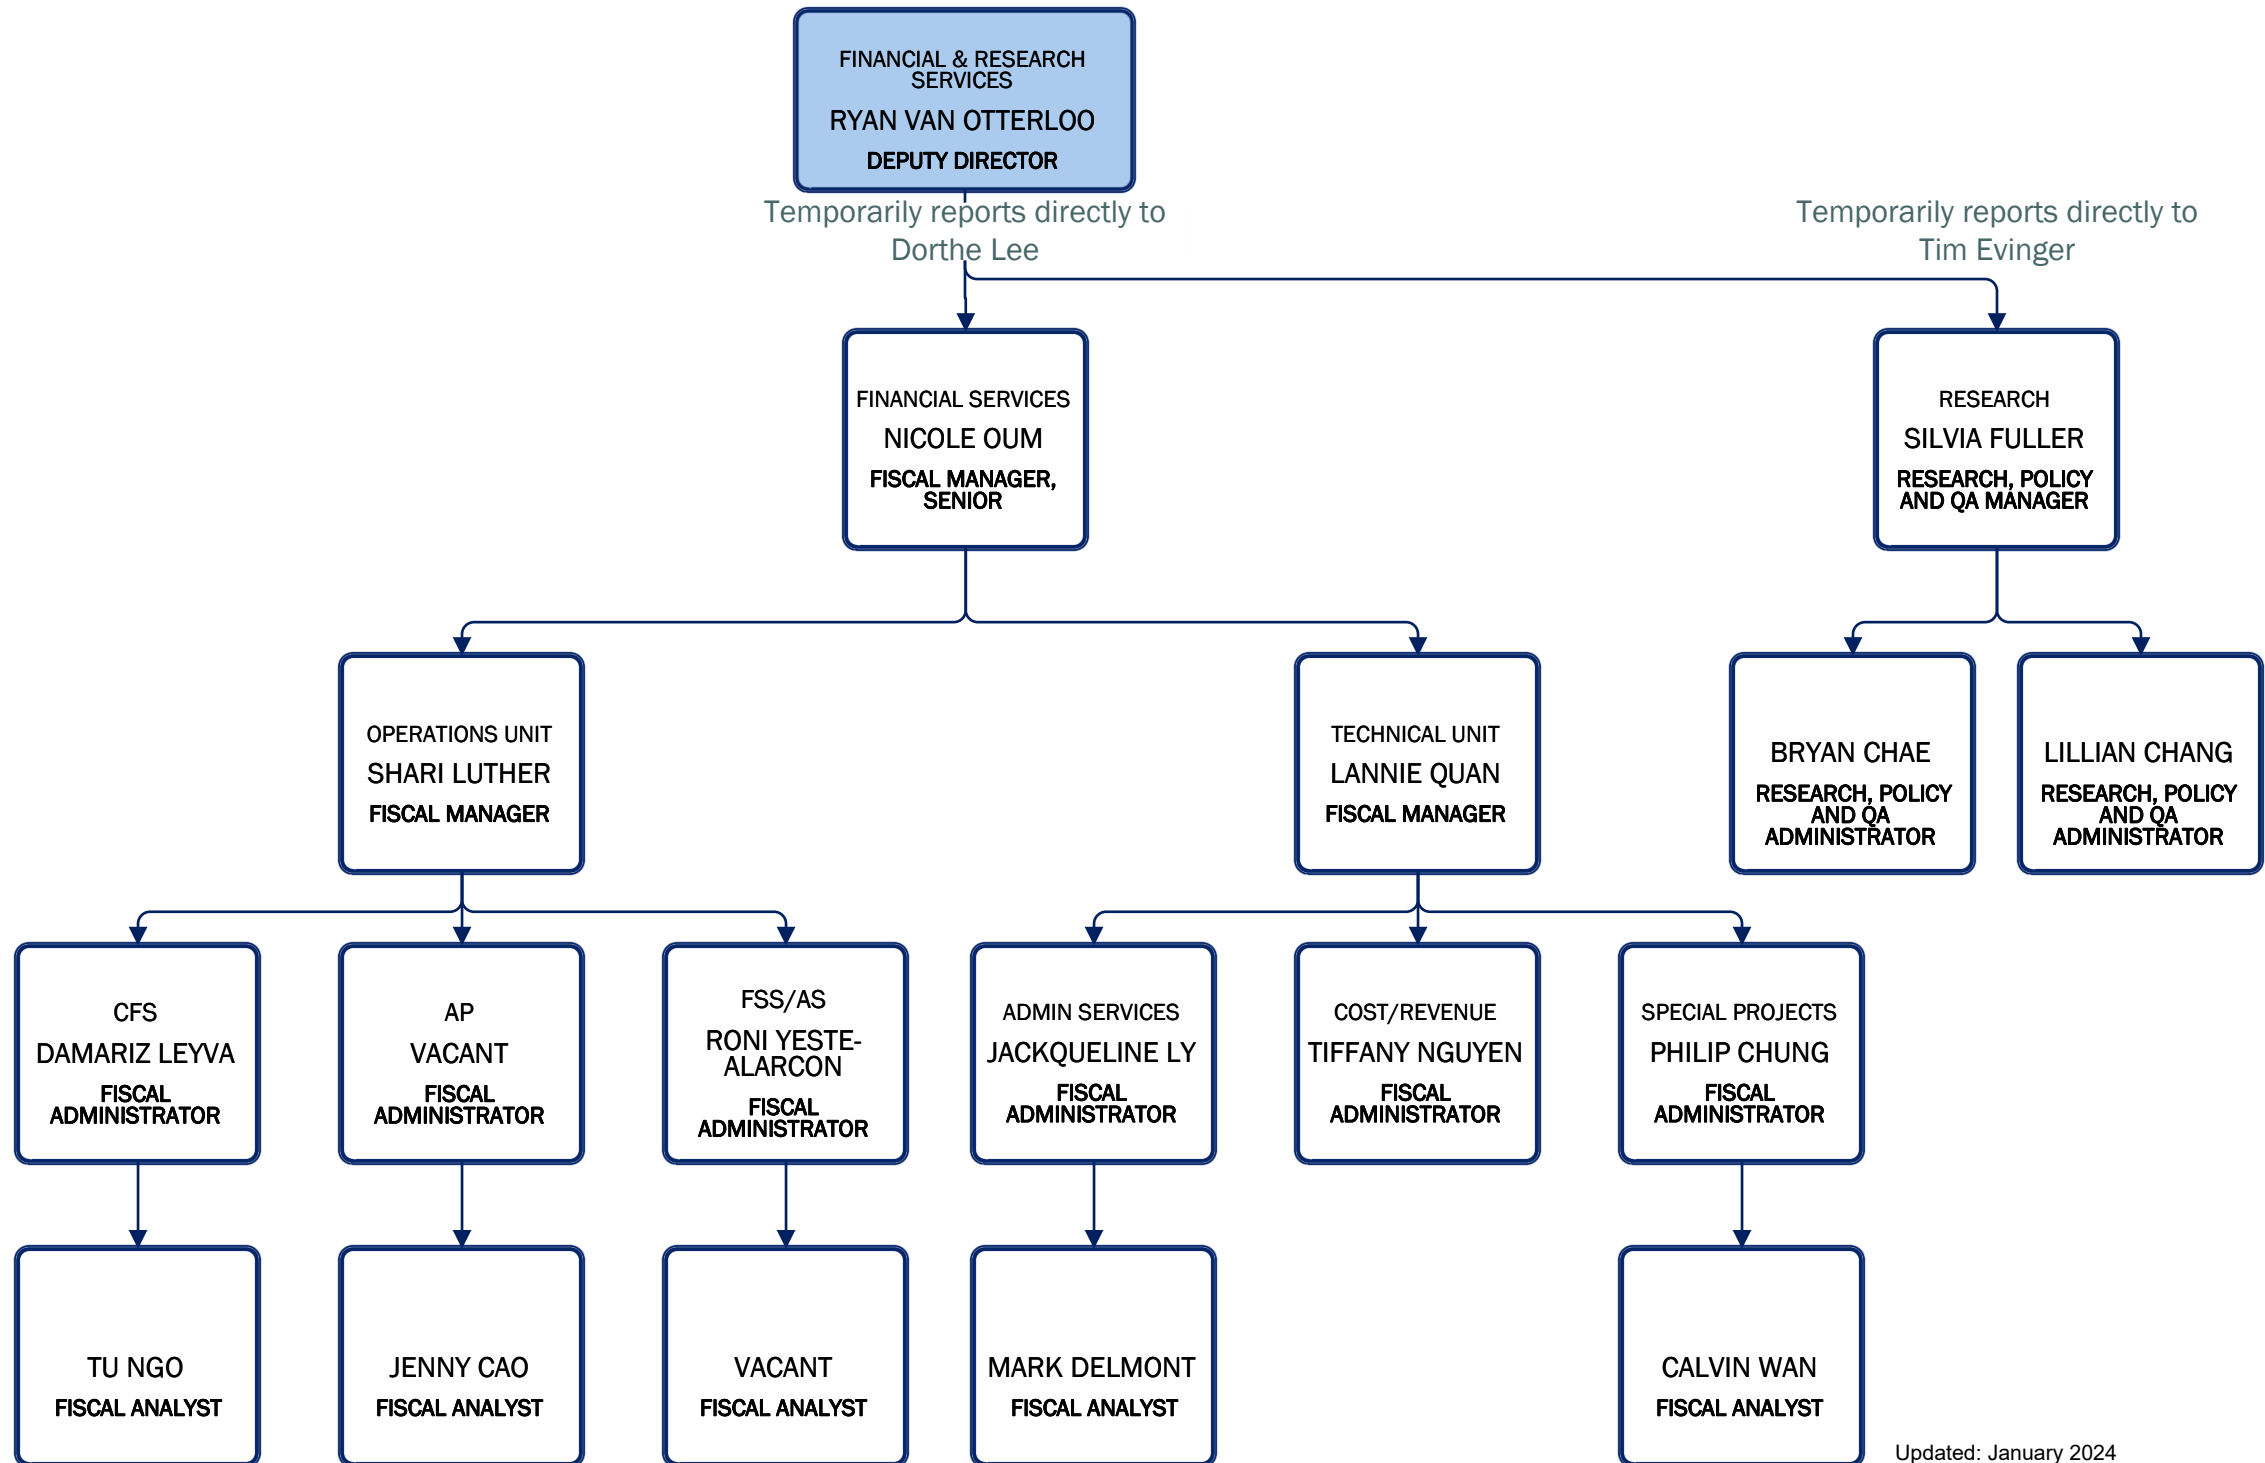 FINANCIAL & RESEARCH
SERVICES
RYAN VAN OTTERLOO
DEPUTY DIRECTOR
Temporarily reports directly to
Dorthe Lee
Temporarily reports directly to
Tim Evinger
FINANCIAL SERVICES
NICOLE OUM
FISCAL MANAGER,
SENIOR
RESEARCH
SILVIA FULLER
RESEARCH, POLICY
AND QA MANAGER
OPERATIONS UNIT
SHARI LUTHER
FISCAL MANAGER
TECHNICAL UNIT
LANNIE QUAN
FISCAL MANAGER
BRYAN CHAE
RESEARCH, POLICY
AND QA
ADMINISTRATOR
LILLIAN CHANG
RESEARCH, POLICY
AND QA
ADMINISTRATOR
CFS
DAMARIZ LEYVA
FISCAL
ADMINISTRATOR
AP
VACANT
FISCAL
ADMINISTRATOR
FSS/AS
RONI YESTE-
ALARCON
FISCAL
ADMINISTRATOR
ADMIN SERVICES
JACKQUELINE LY
FISCAL
ADMINISTRATOR
COST/REVENUE
TIFFANY NGUYEN
FISCAL
ADMINISTRATOR
SPECIAL PROJECTS
PHILIP CHUNG
FISCAL
ADMINISTRATOR
TU NGO
FISCAL ANALYST
JENNY CAO
FISCAL ANALYST
VACANT
FISCAL ANALYST
MARK DELMONT
FISCAL ANALYST
CALVIN WAN
FISCAL ANALYST
Updated: January 2024